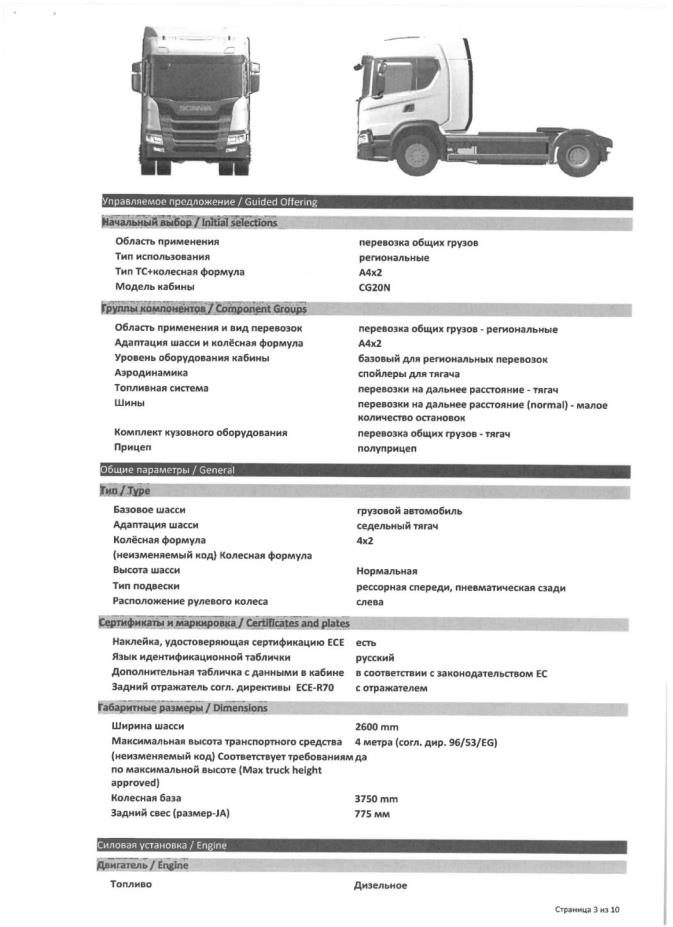 SCANIA
Управляемое предложение / Guided Offering
Начальный выбор / Initial selections
Область применения перевозка общих грузов
Тип использования региональные
Тип ТС+колесная формула A4x2
Модель кабины CG20N
Группы компонентов / Component Groups
Область применения и вид перевозок перевозка общих грузов - региональные
Адаптация шасси и колёсная формула A4x2
Уровень оборудования кабины базовый для региональных перевозок
Аэродинамика спойлеры для тягача
Топливная система перевозки на дальнее расстояние - тягач
Шины перевозки на дальнее расстояние (normal) - малое
количество остановок
Комплект кузовного оборудования перевозка общих грузов - тягач
Прицеп полуприцеп
Общие параметры / General
Тип / Type
Базовое шасси грузовой автомобиль
Адаптация шасси седельный тягач
Колёсная формула 4x2
(неизменяемый код) Колесная формула
Высота шасси Нормальная
Тип подвески рессорная спереди, пневматическая сзади
Расположение рулевого колеса слева
Сертификаты и маркировка / Certificates and plates
Наклейка, удостоверяющая сертификацию ECE есть
Язык идентификационной таблички русский
Дополнительная табличка с данными в кабине в соответствии с законодательством ЕС
Задний отражатель согл. директивы ECE-R70 с отражателем
Габаритные размеры / Dimensions
Ширина шасси 2600 mm
Максимальная высота транспортного средства 4 метра (согл. дир. 96/53/EG)
(неизменяемый код) Соответствует требованиям да
по максимальной высоте (Max truck height
approved)
Колесная база 3750 mm
Задний свес (размер-JA) 775 мм
Силовая установка / Engine
Двигатель / Engine
Топливо Дизельное
Страница 3 из 10